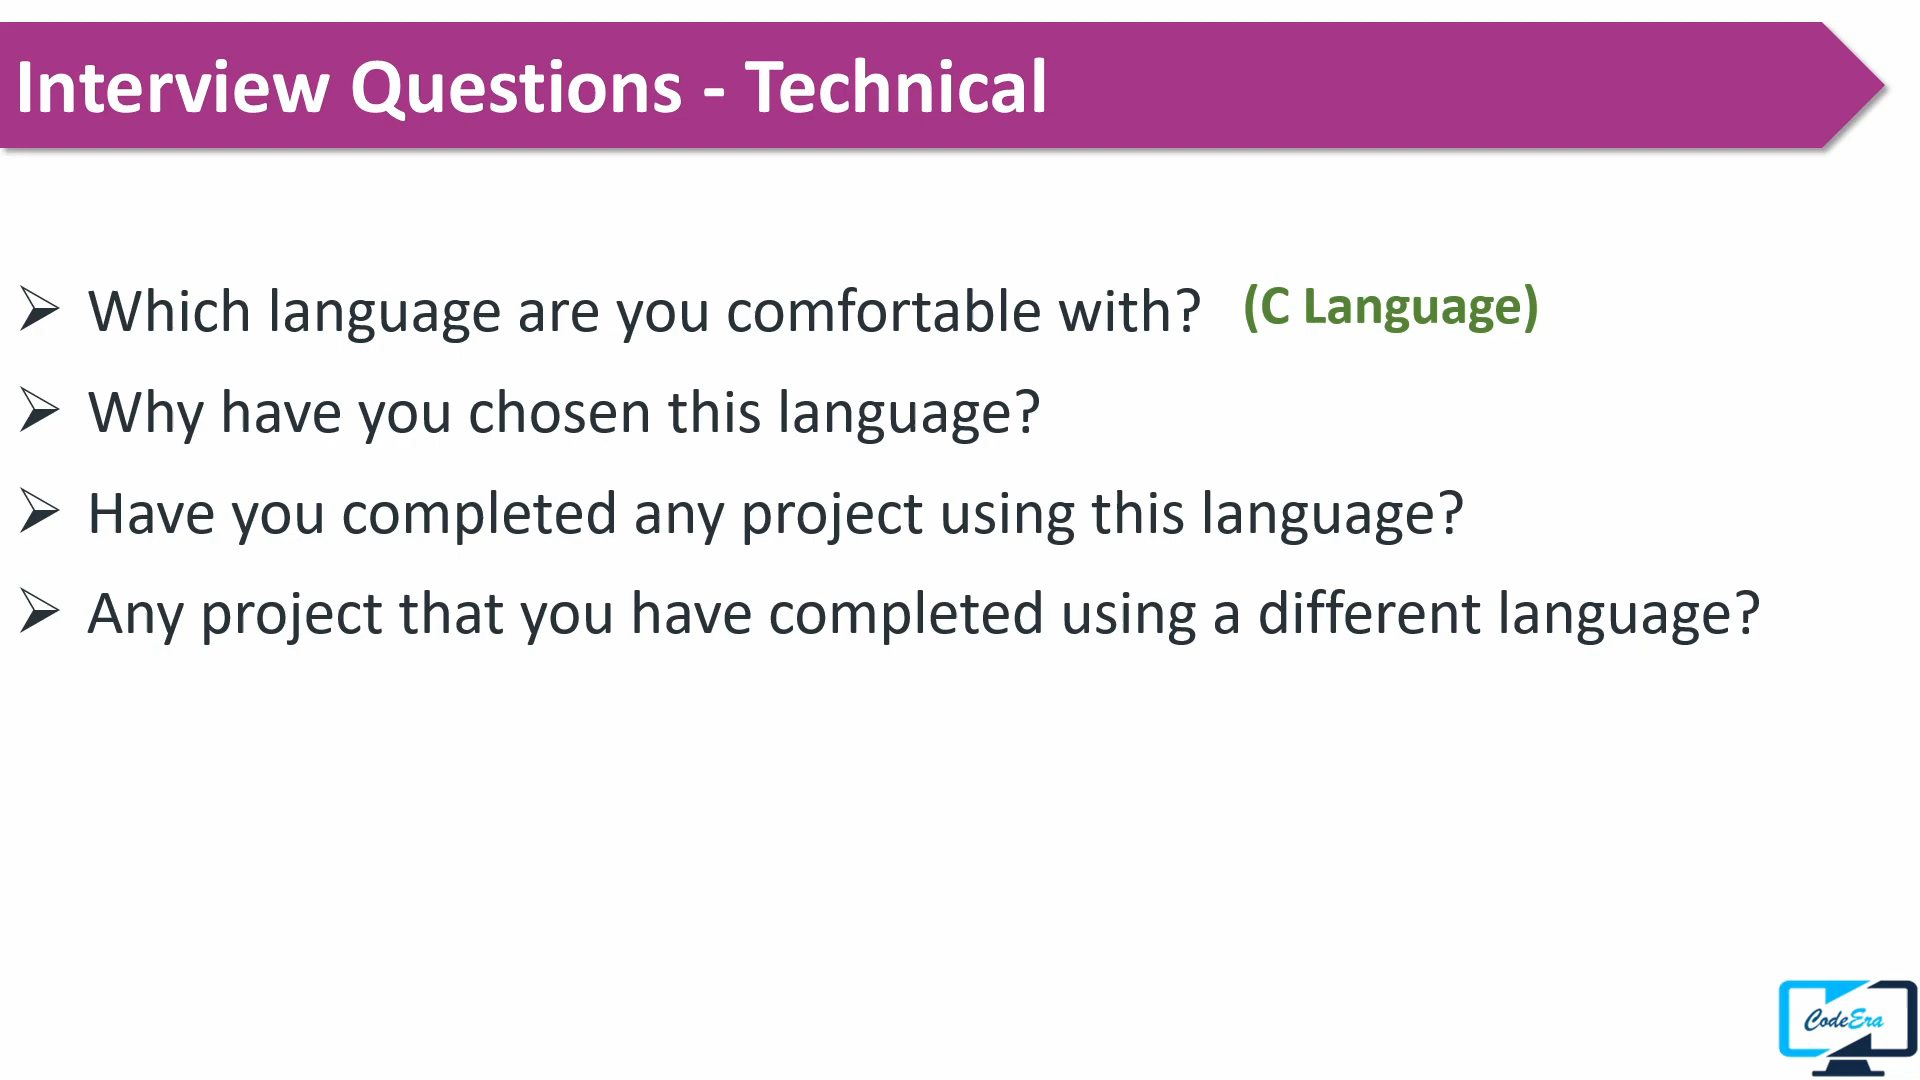 Interview Questions - Technical
Which language are you comfortable with? (C Language)
Why have you chosen this language?
Have you completed any project using this language?
Any project that you have completed using a different language?
CodeEra